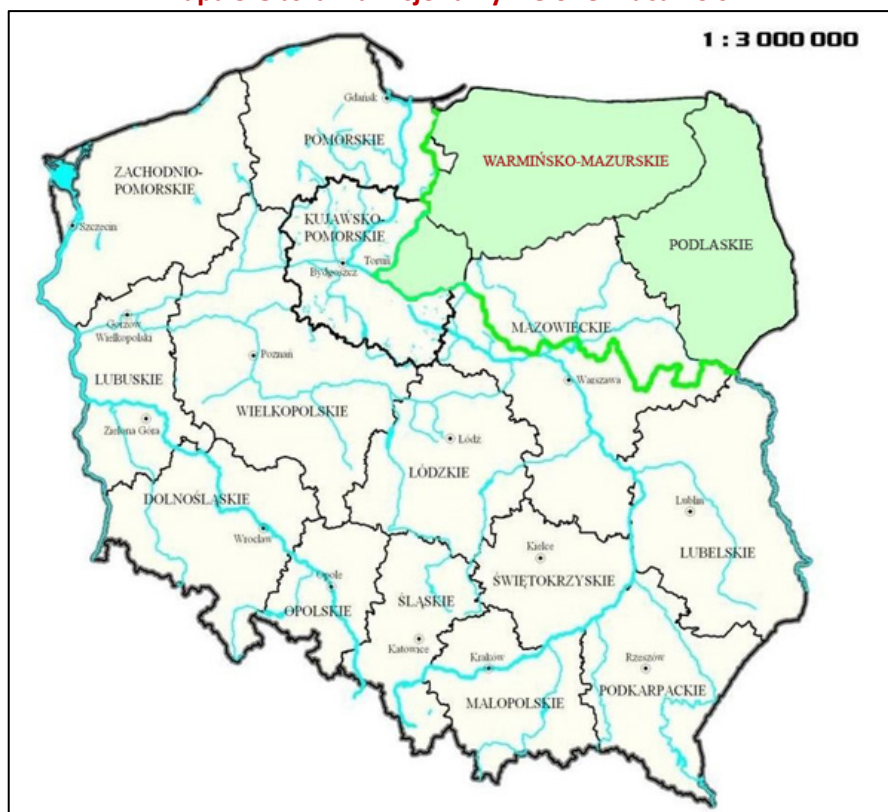 1 : 3 000 000
Gdańsk
POMORSKIE
WARMIŃSKO-MAZURSKIE
ZACHODNIO-
POMORSKIE
KUJAWSKO-
POMORSKIE
Szczecin
PODLASKIE
Toruń
Bydgoszcz
Gorzów
Wielkopolski
MAZOWIECKIE
Poznań
LUBUSKIE
Warszawa
WIELKOPOLSKIE
Zielona Góra
Łódź
ŁÓDZKIE
DOLNOŚLĄSKIE
Lublin
Wrocław
LUBELSKIE
Kielce
ŚWIĘTOKRZYSKIE
Opole
OPOLSKIE
ŚLĄSKIE
Katowice
Kraków
Rzeszów
PODKARPACKIE
MAŁOPOLSKIE